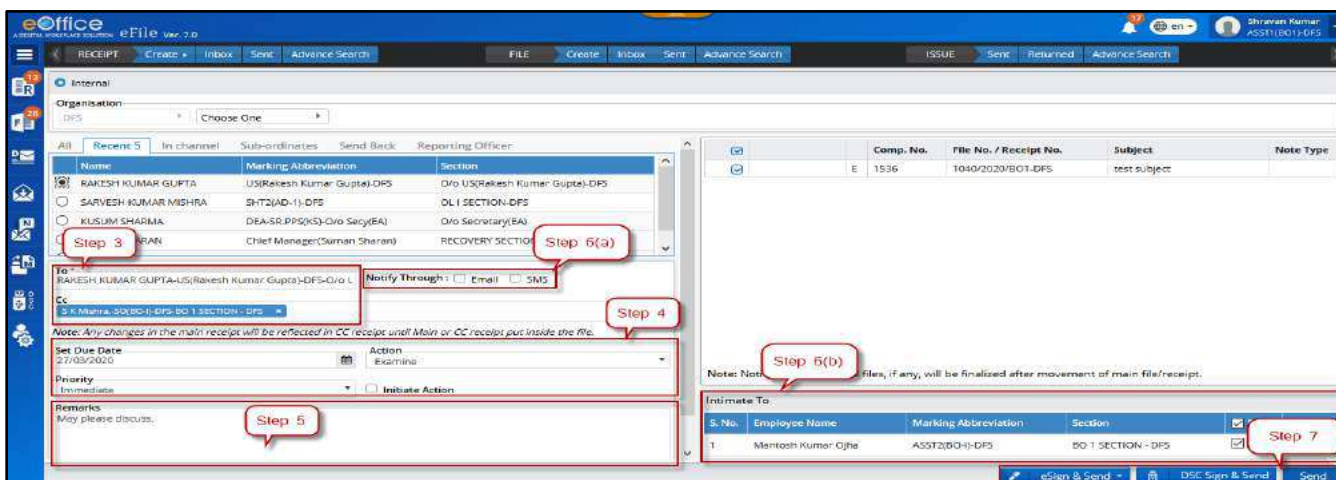 eOffice
A DIGITAL WORKPLACE SOLUTION eFile Ver. 7.0
17 en Shravan Kumar
ASST1(BO1)-DFS
RECEIPT Create Inbox Sent Advance Search FILE Create Inbox Sent Advance Search ISSUE Sent Returned Advance Search
13
28
Internal
Organisation
DFS Choose One
All Recent 5 In channel Sub-ordinates Send Back Reporting Officer
Name Marking Abbreviation Section
RAKESH KUMAR GUPTA US(Rakesh Kumar Gupta)-DFS O/o US(Rakesh Kumar Gupta)-DFS
SARVESH KUMAR MISHRA SHT2(AD-1)-DFS OL I SECTION-DFS
KUSUM SHARMA DEA-SR.PPS(KS)-O/o Secy(EA) O/o Secretary(EA)
Chief Manager(Suman Sharan) RECOVERY SECTION
Comp. No. File No. / Receipt No. Subject Note Type
E 1536 1040/2020/BO1-DFS test subject
Step 3
Step 6(a)
To *
RAKESH KUMAR GUPTA-US(Rakesh Kumar Gupta)-DFS-O/o L
Notify Through : Email SMS
Cc
S K Mishra.-SO(BO-I)-DFS-BO 1 SECTION - DFS ×
Step 4
Note: Any changes in the main receipt will be reflected in CC receipt until Main or CC receipt put inside the file.
Set Due Date
27/03/2020
Action
Examine
Priority
Immediate
Initiate Action
Remarks
May please discuss.
Step 5
Step 6(b)
Note: files, if any, will be finalized after movement of main file/receipt.
Intimate To
S. No. Employee Name Marking Abbreviation Section
1 Mantosh Kumar Ojha ASST2(BO-I)-DFS BO 1 SECTION - DFS
Step 7
eSign & Send DSC Sign & Send Send